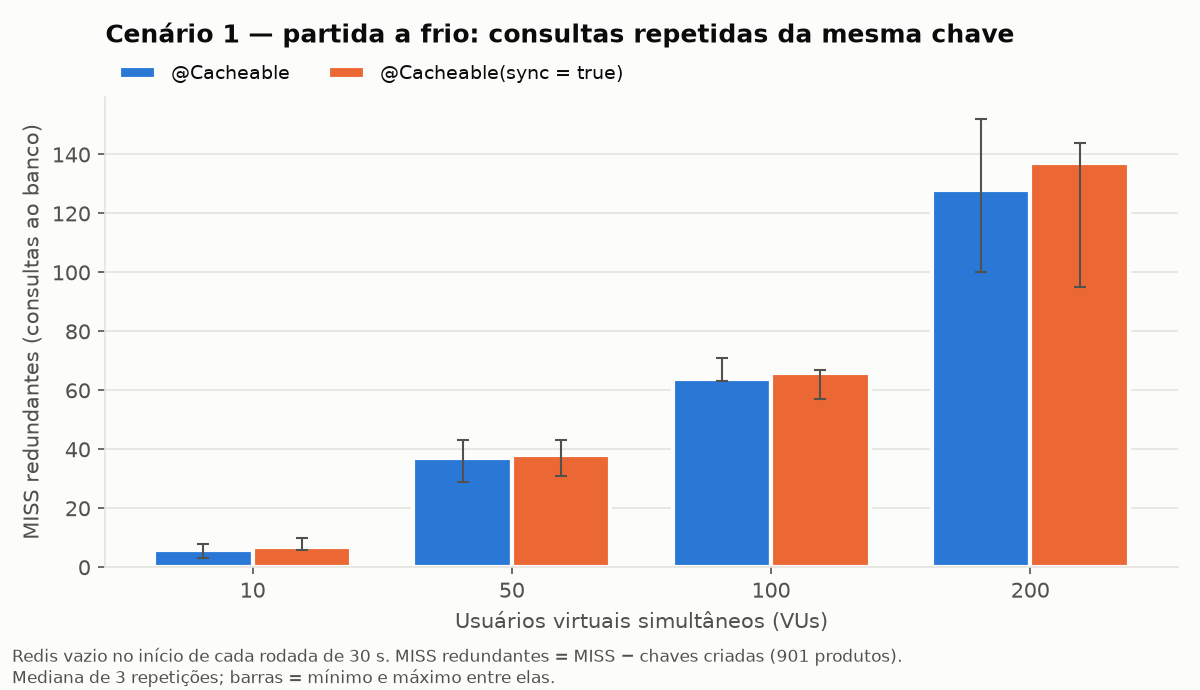 Cenário 1 — partida a frio: consultas repetidas da mesma chave
@Cacheable
@Cacheable(sync = true)
MISS redundantes (consultas ao banco)
140
120
100
80
60
40
20
0
10
50
100
200
Usuários virtuais simultâneos (VUs)
Redis vazio no início de cada rodada de 30 s. MISS redundantes = MISS − chaves criadas (901 produtos).
Mediana de 3 repetições; barras = mínimo e máximo entre elas.